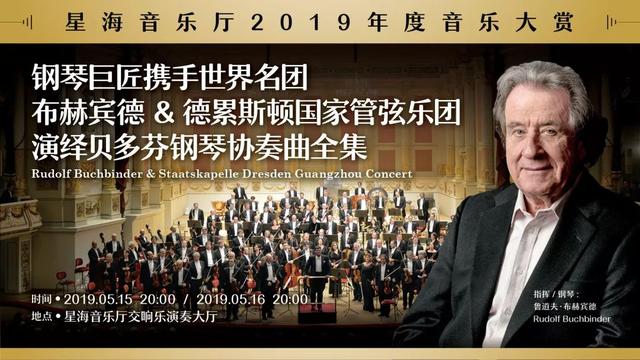 星海音乐厅2019年度音乐大赏
钢琴巨匠携手世界名团
布赫宾德 & 德累斯顿国家管弦乐团
演绎贝多芬钢琴协奏曲全集
Rudolf Buchbinder & Staatskapelle Dresden Guangzhou Concert
时间 • 2019.05.15 20:00 / 2019.05.16 20:00
地点 • 星海音乐厅交响乐演奏大厅
指挥 / 钢琴：
鲁道夫·布赫宾德
Rudolf Buchbinder